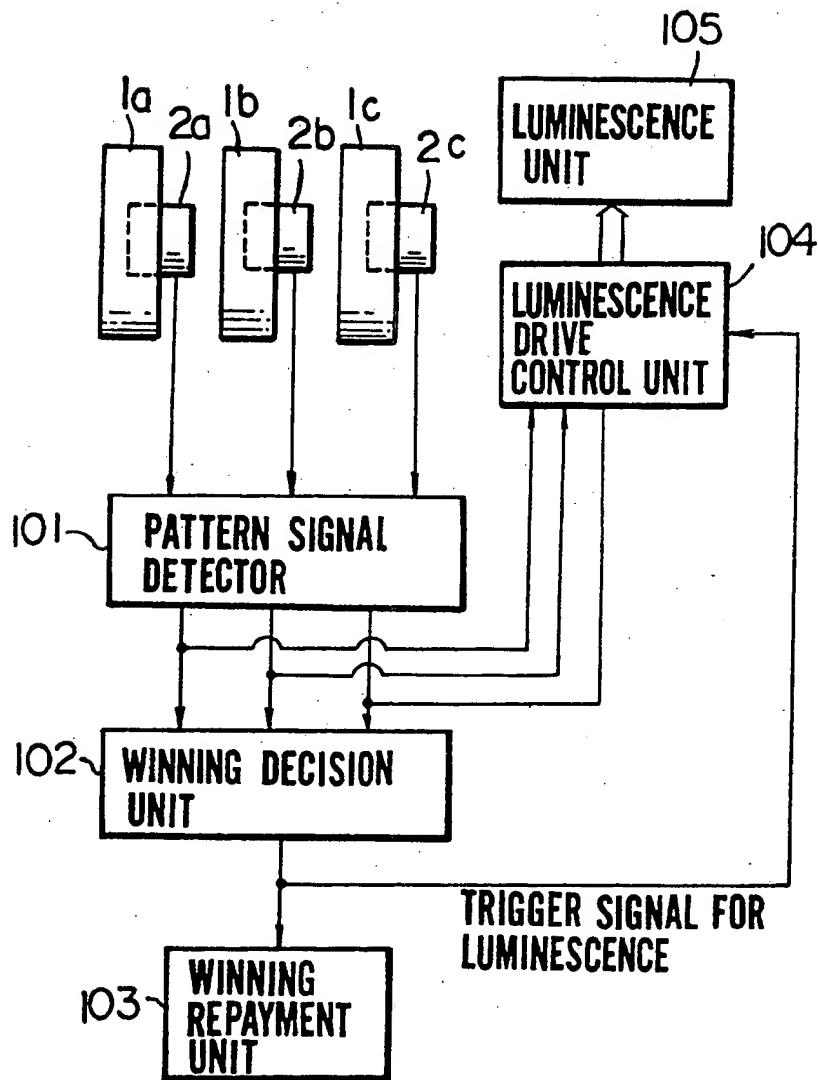 105
1a
2a
1b
2b
1c
2c
LUMINESCENCE
UNIT
104
LUMINESCENCE
DRIVE
CONTROL UNIT
101
PATTERN SIGNAL
DETECTOR
102
WINNING DECISION
UNIT
TRIGGER SIGNAL FOR
LUMINESCENCE
103
WINNING
REPAYMENT
UNIT